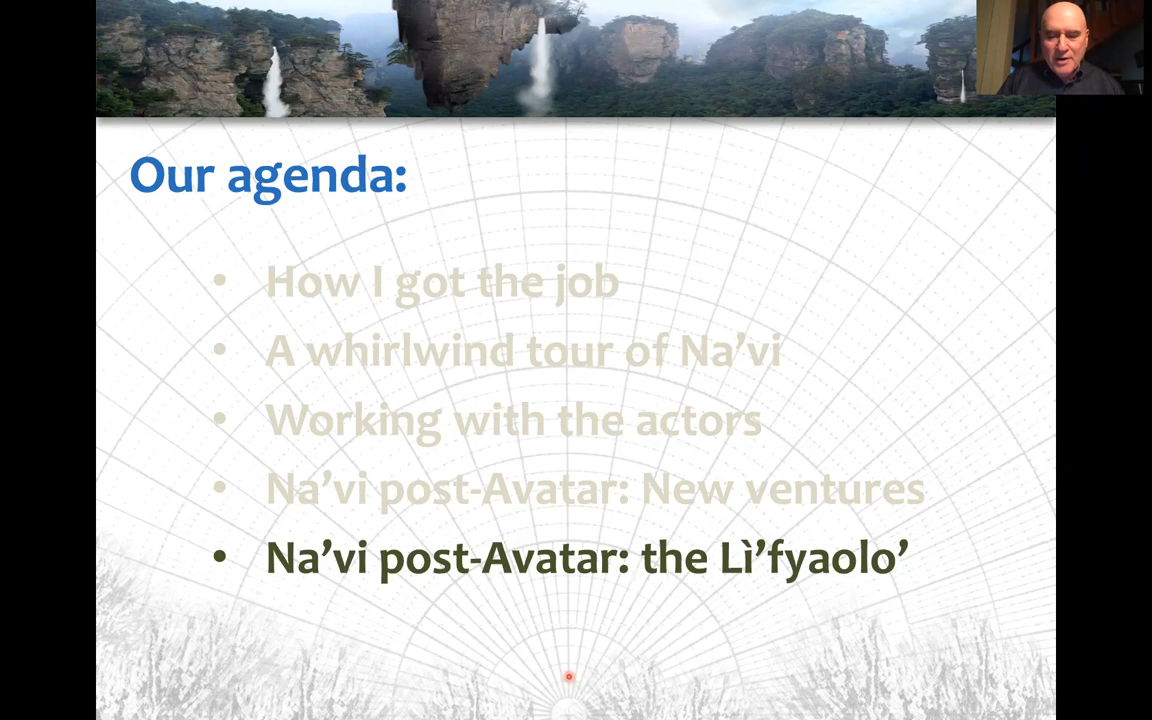 Our agenda:
• How I got the job
• A whirlwind tour of Na’vi
• Working with the actors
• Na’vi post-Avatar: New ventures
• Na’vi post-Avatar: the Lì’fyaolo’